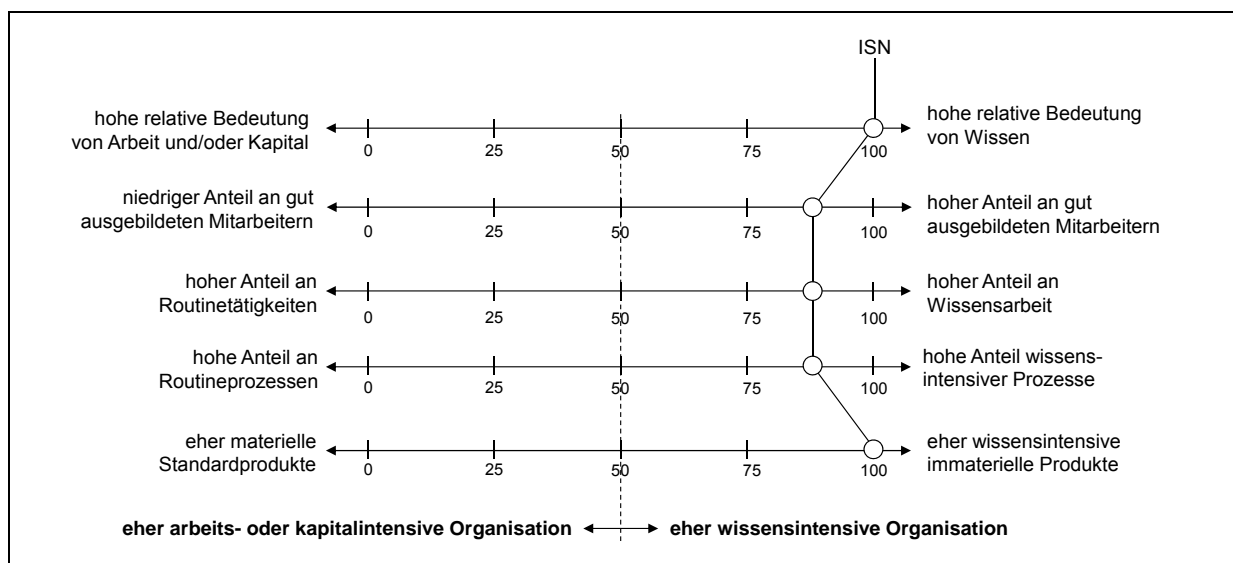 ISN
hohe relative Bedeutung
von Arbeit und/oder Kapital
0 25 50 75 100
hohe relative Bedeutung
von Wissen
niedriger Anteil an gut
ausgebildeten Mitarbeitern
0 25 50 75 100
hoher Anteil an gut
ausgebildeten Mitarbeitern
hoher Anteil an
Routinetätigkeiten
0 25 50 75 100
hoher Anteil an
Wissensarbeit
hohe Anteil an
Routineprozessen
0 25 50 75 100
hohe Anteil wissens-
intensiver Prozesse
eher materielle
Standardprodukte
0 25 50 75 100
eher wissensintensive
immaterielle Produkte
eher arbeits- oder kapitalintensive Organisation eher wissensintensive Organisation